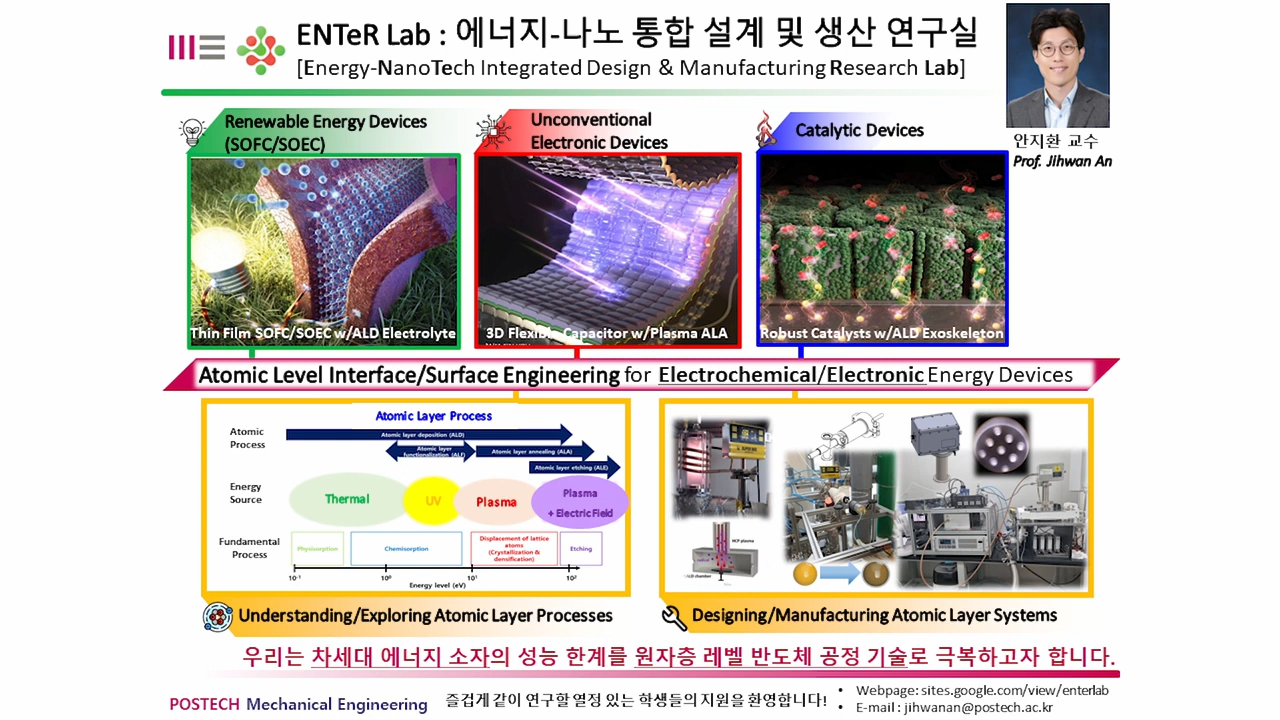 ENTeR Lab : 에너지-나노 통합 설계 및 생산 연구실
[Energy-NanoTech Integrated Design & Manufacturing Research Lab]
안지환 교수
Prof. Jihwan An
Renewable Energy Devices
(SOFC/SOEC)
Unconventional
Electronic Devices
Catalytic Devices
Thin Film SOFC/SOEC w/ALD Electrolyte
3D Flexible Capacitor w/Plasma ALA
Robust Catalysts w/ALD Exoskeleton
Atomic Level Interface/Surface Engineering for Electrochemical/Electronic Energy Devices
Atomic Layer Process
Atomic
Process
Atomic layer deposition (ALD)
Atomic layer
functionalization (ALF)
Atomic layer annealing (ALA)
Atomic layer etching (ALE)
Energy
Source
Thermal
UV
Plasma
Plasma
+ Electric Field
Fundamental
Process
Physisorption
Chemisorption
Displacement of lattice
atoms
(Crystallization &
densification)
Etching
10⁻¹
10⁰
10¹
10²
Energy level (eV)
HCP plasma
ALD chamber
Understanding/Exploring Atomic Layer Processes
Designing/Manufacturing Atomic Layer Systems
우리는 차세대 에너지 소자의 성능 한계를 원자층 레벨 반도체 공정 기술로 극복하고자 합니다.
POSTECH Mechanical Engineering
즐겁게 같이 연구할 열정 있는 학생들의 지원을 환영합니다!
• Webpage: sites.google.com/view/enterlab
• E-mail : jihwanan@postech.ac.kr